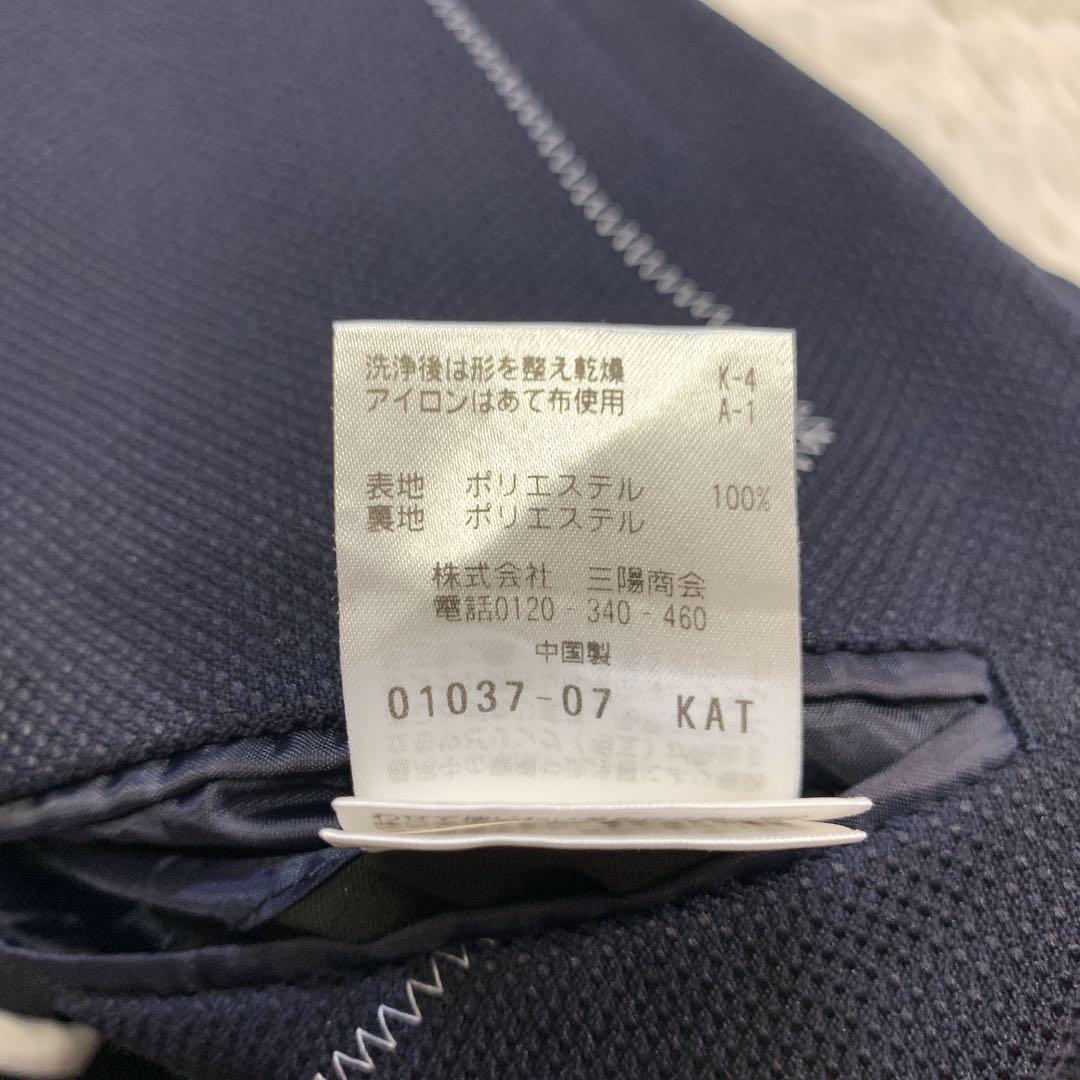 洗浄後は形を整え乾燥 K-4
アイロンはあて布使用 A-1
表地 ポリエステル 100%
裏地 ポリエステル
株式会社 三陽商会
電話0120-340-460
中国製
01037-07 KAT